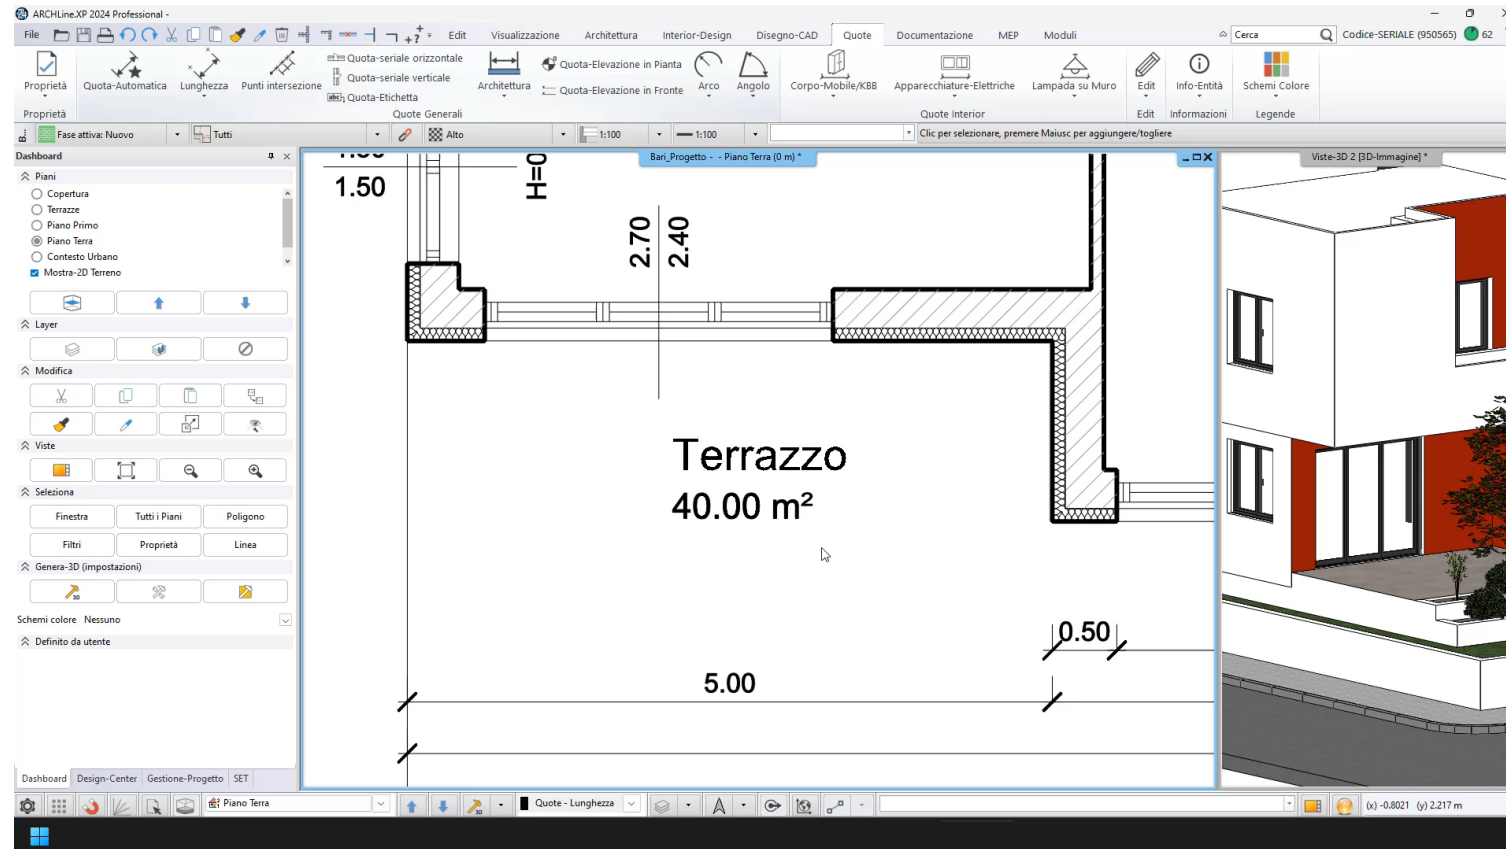 ARCHLine.XP 2024 Professional -
File Edit Visualizzazione Architettura Interior-Design Disegno-CAD Quote Documentazione MEP Moduli Cerca Codice-SERIALE (950565) 62
Proprietà Quota-Automatica Lunghezza Punti intersezione
Quota-seriale orizzontale
Quota-seriale verticale
Quota-Etichetta
Architettura
Quota-Elevazione in Pianta
Quota-Elevazione in Fronte
Arco Angolo Corpo-Mobile/KBB Apparecchiature-Elettriche Lampada su Muro Edit Info-Entità Schemi Colore
Proprietà Quote Generali Quote Interior Edit Informazioni Legende
Fase attiva: Nuovo Tutti Alto 1:100 1:100 Clic per selezionare, premere Maiusc per aggiungere/togliere
Dashboard
Piani
Copertura
Terrazze
Piano Primo
Piano Terra
Contesto Urbano
Mostra-2D Terreno
Layer
Modifica
Viste
Seleziona
Finestra Tutti i Piani Poligono
Filtri Proprietà Linea
Genera-3D (impostazioni)
3D
Schemi colore Nessuno
Definito da utente
Dashboard Design-Center Gestione-Progetto SET
Bari_Progetto - - Piano Terra (0 m) *
1.50
H=0
2.70
2.40
Terrazzo
40.00 m²
0.50
5.00
Viste-3D 2 [3D-Immagine] *
Piano Terra 3D Quote - Lunghezza (x) -0.8021 (y) 2.217 m